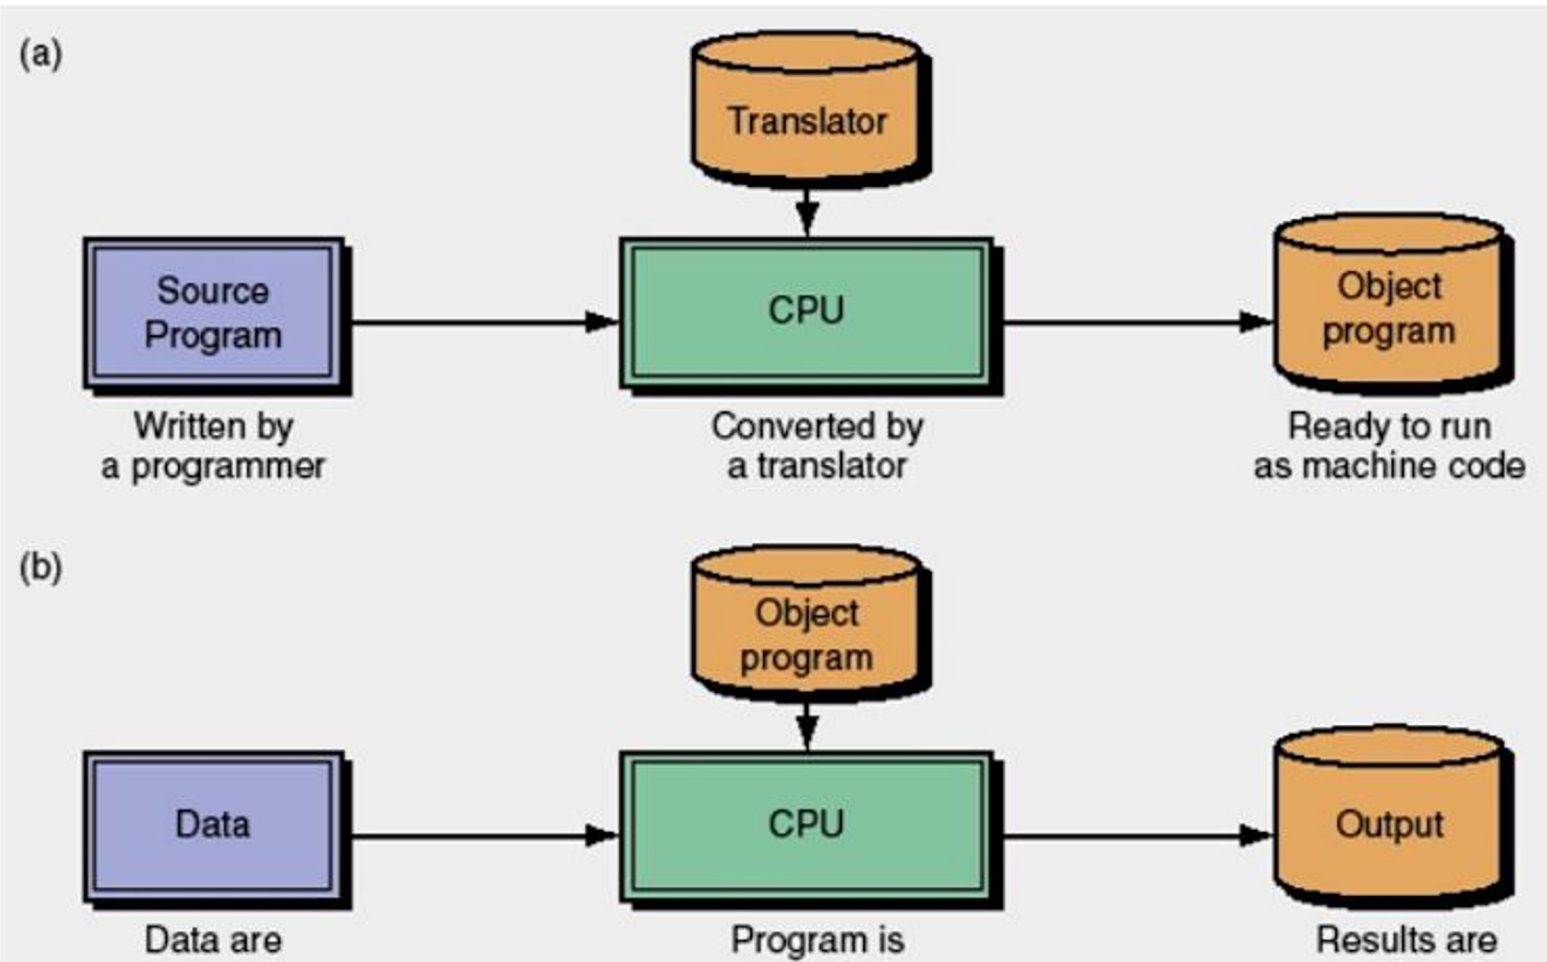 (a)
Translator
Source
Program
CPU
Object
program
Written by
a programmer
Converted by
a translator
Ready to run
as machine code
(b)
Object
program
Data
CPU
Output
Data are
Program is
Results are